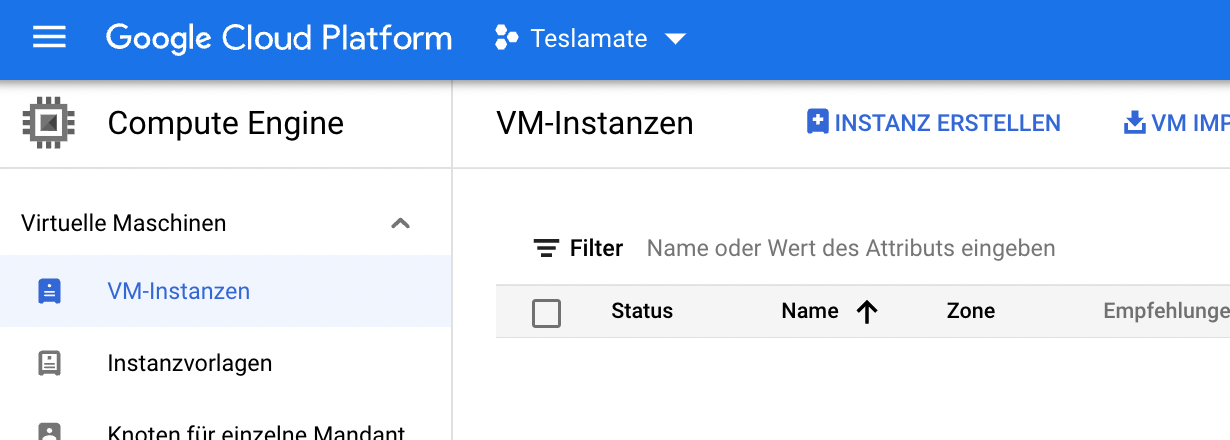 Google Cloud Platform Teslamate
Compute Engine
VM-Instanzen INSTANZ ERSTELLEN VM IMP
Virtuelle Maschinen
Filter Name oder Wert des Attributs eingeben
VM-Instanzen
Status Name Zone Empfehlunge
Instanzvorlagen
Knoten für einzelne Mandant